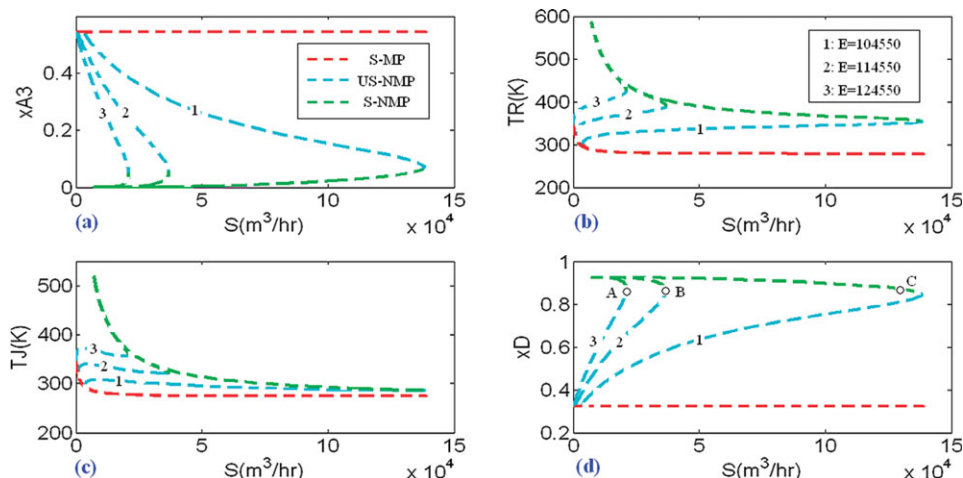 xA3
0.4
0.2
0
0
5
10
15
S(m³/hr)
x 10⁴
(a)
S-MP
US-NMP
S-NMP
1
2
3
TR(K)
600
500
400
300
200
0
5
10
15
S(m³/hr)
x 10⁴
(b)
1: E=104550
2: E=114550
3: E=124550
3
2
1
TJ(K)
500
400
300
200
0
5
10
15
S(m³/hr)
x 10⁴
(c)
3
2
1
xD
1
0.8
0.6
0.4
0.2
0
5
10
15
S(m³/hr)
x 10⁴
(d)
A
B
C
3
2
1